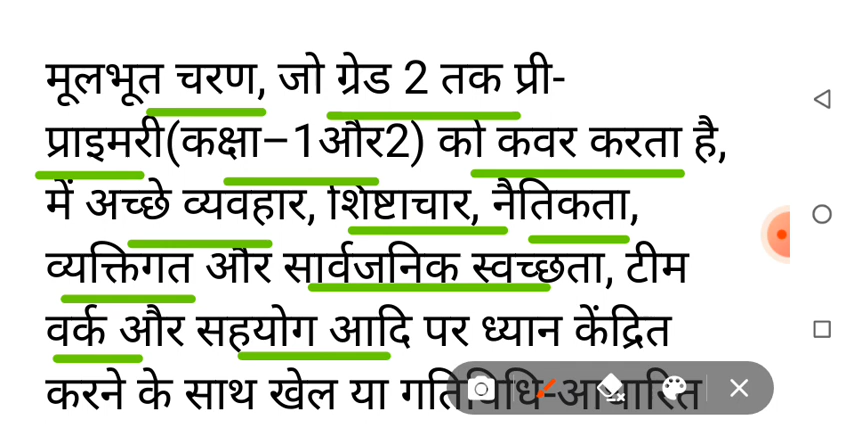 मूलभूत चरण, जो ग्रेड 2 तक प्री-
प्राइमरी(कक्षा–1और2) को कवर करता है,
में अच्छे व्यवहार, शिष्टाचार, नैतिकता,
व्यक्तिगत और सार्वजनिक स्वच्छता, टीम
वर्क और सहयोग आदि पर ध्यान केंद्रित
करने के साथ खेल या गतिविधि-आधारित